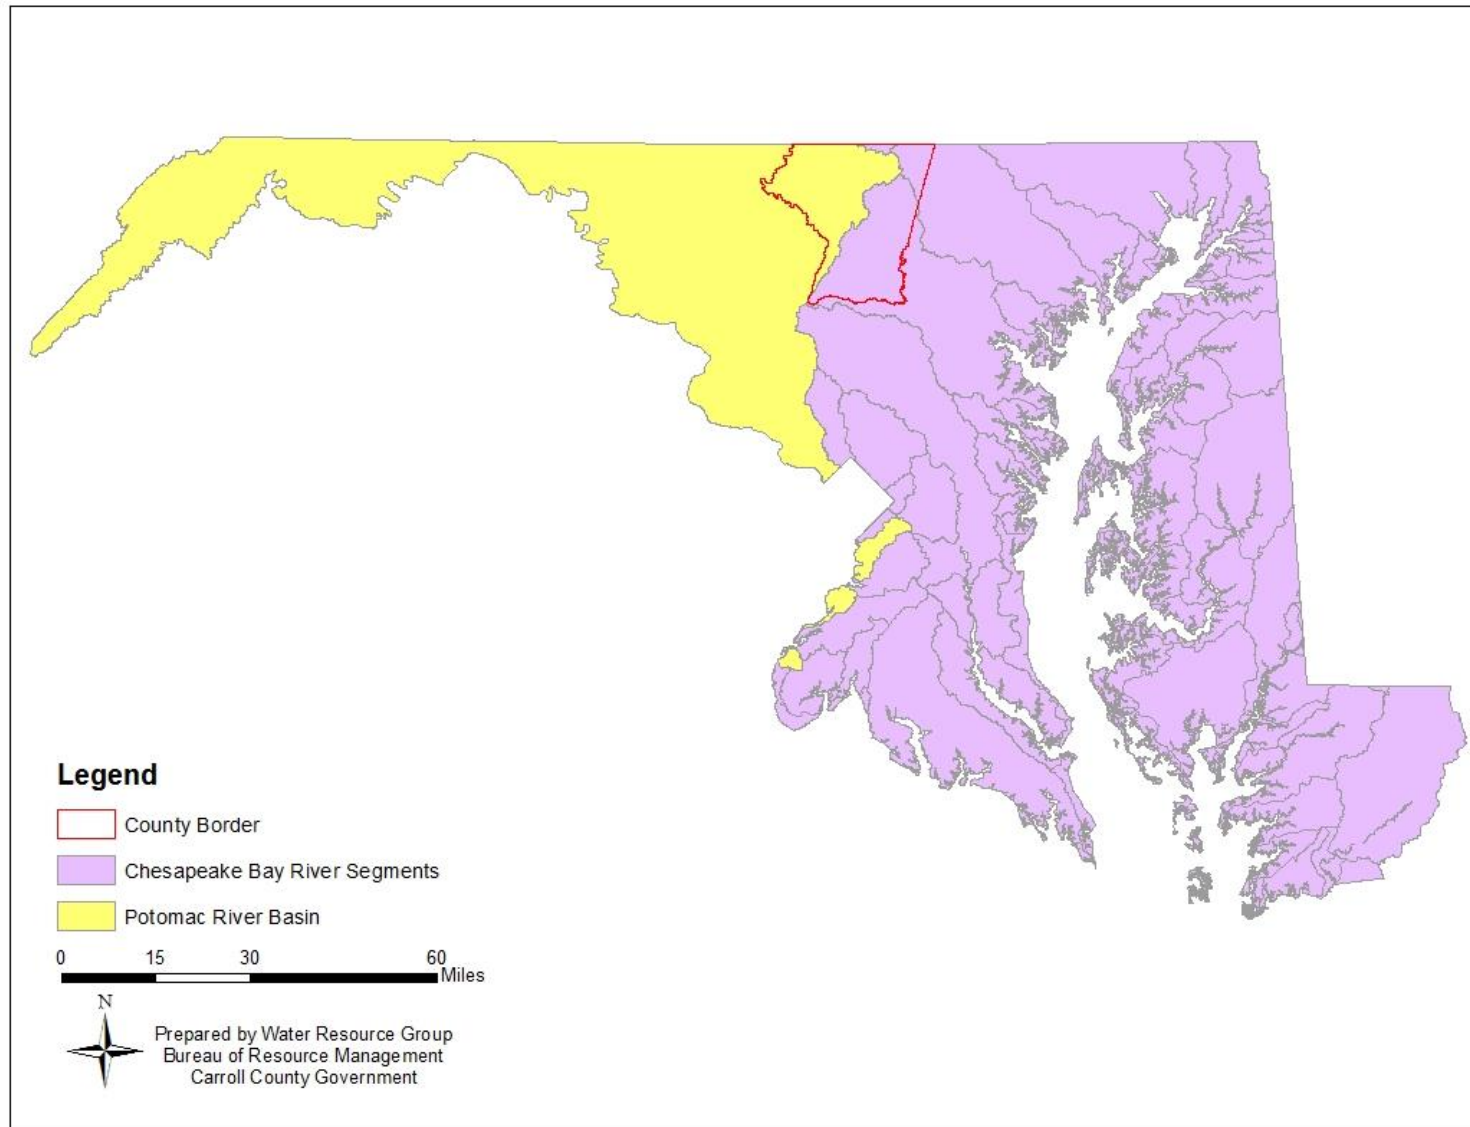 Legend
County Border
Chesapeake Bay River Segments
Potomac River Basin
0 15 30 60
Miles
N
Prepared by Water Resource Group
Bureau of Resource Management
Carroll County Government